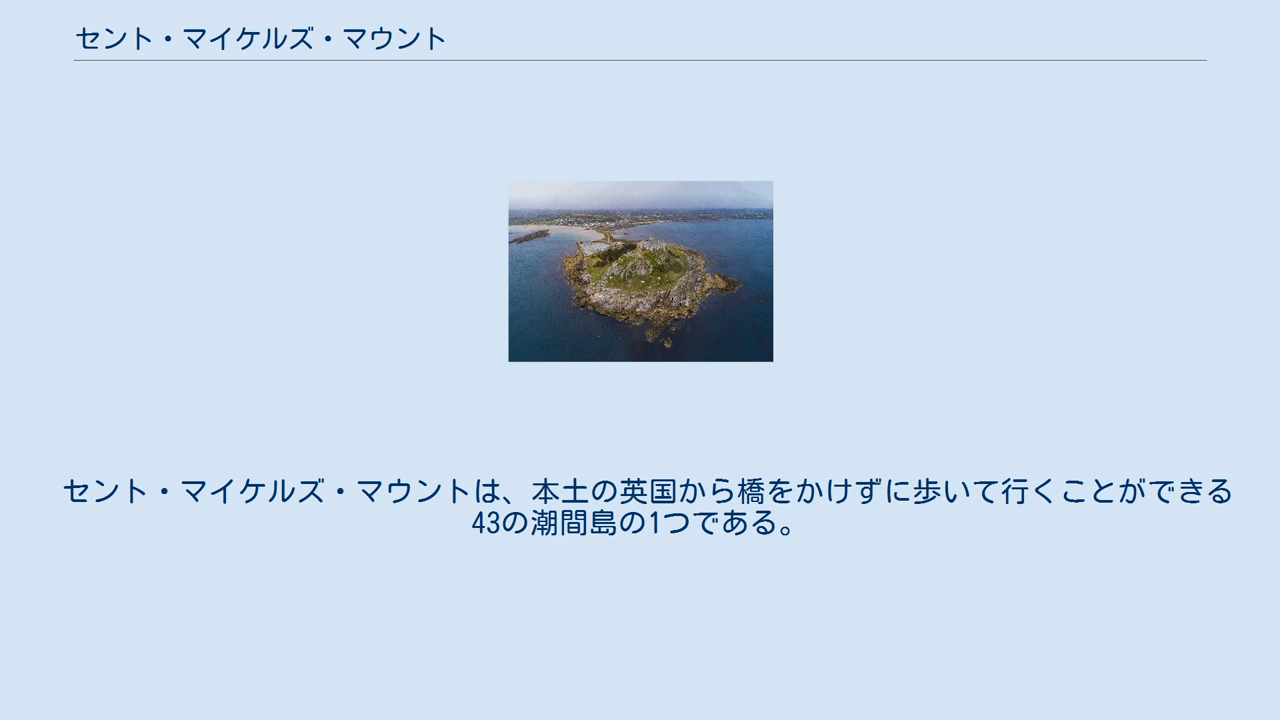 セント・マイケルズ・マウント
セント・マイケルズ・マウントは、本土の英国から橋をかけずに歩いて行くことができる
43の潮間島の1つである。